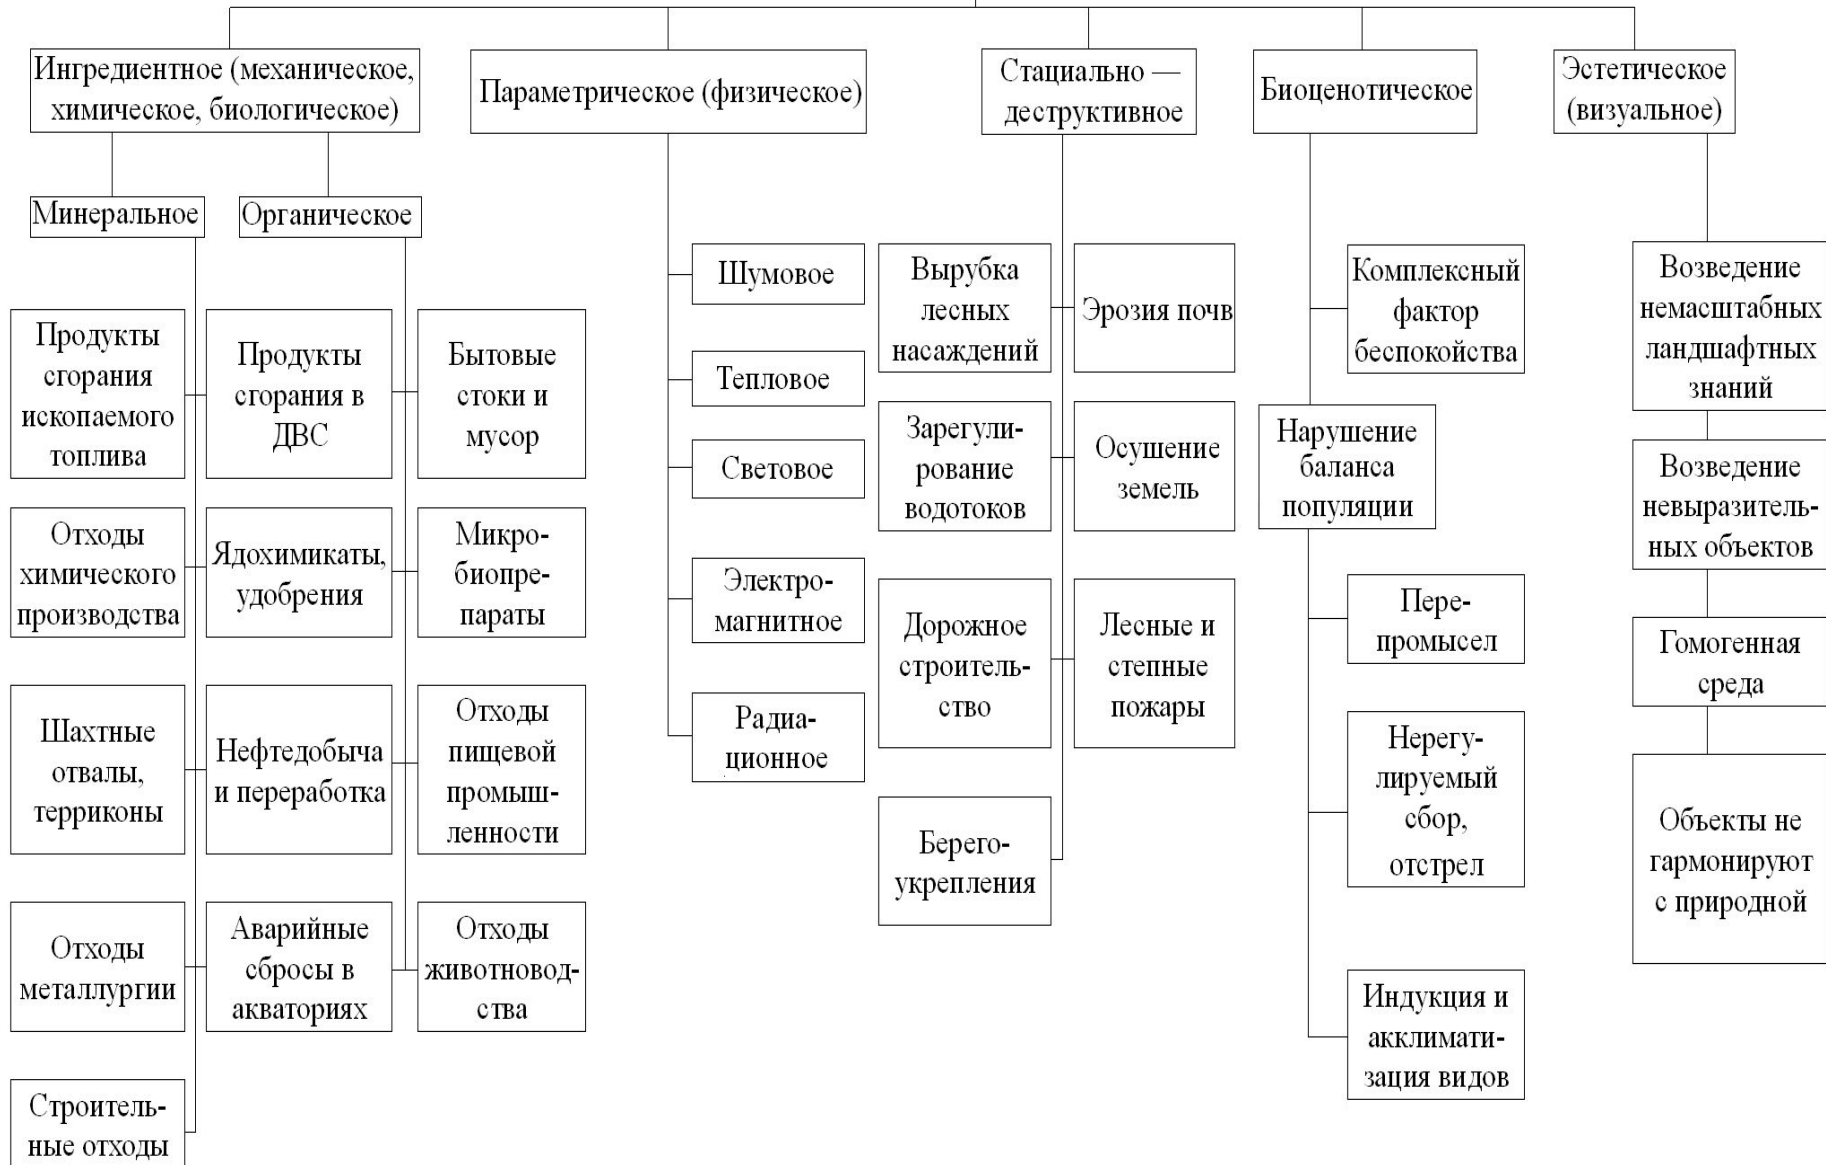 Ингредиентное (механическое,
химическое, биологическое)
Параметрическое (физическое)
Стациально —
деструктивное
Биоценотическое
Эстетическое
(визуальное)
Минеральное
Органическое
Продукты
сгорания
ископаемого
топлива
Отходы
химического
производства
Шахтные
отвалы,
терриконы
Отходы
металлургии
Строитель-
ные отходы
Продукты
сгорания в
ДВС
Ядохимикаты,
удобрения
Нефтедобыча
и переработка
Аварийные
сбросы в
акваториях
Бытовые
стоки и
мусор
Микро-
биопре-
параты
Отходы
пищевой
промыш-
ленности
Отходы
животновод-
ства
Шумовое
Тепловое
Световое
Электро-
магнитное
Радиа-
ционное
Вырубка
лесных
насаждений
Зарегули-
рование
водотоков
Дорожное
строитель-
ство
Берего-
укрепления
Эрозия почв
Осушение
земель
Лесные и
степные
пожары
Комплексный
фактор
беспокойства
Нарушение
баланса
популяции
Пере-
промысел
Нерегу-
лируемый
сбор,
отстрел
Индукция и
акклимати-
зация видов
Возведение
немасштабных
ландшафтных
знаний
Возведение
невыразитель-
ных объектов
Гомогенная
среда
Объекты не
гармонируют
с природной